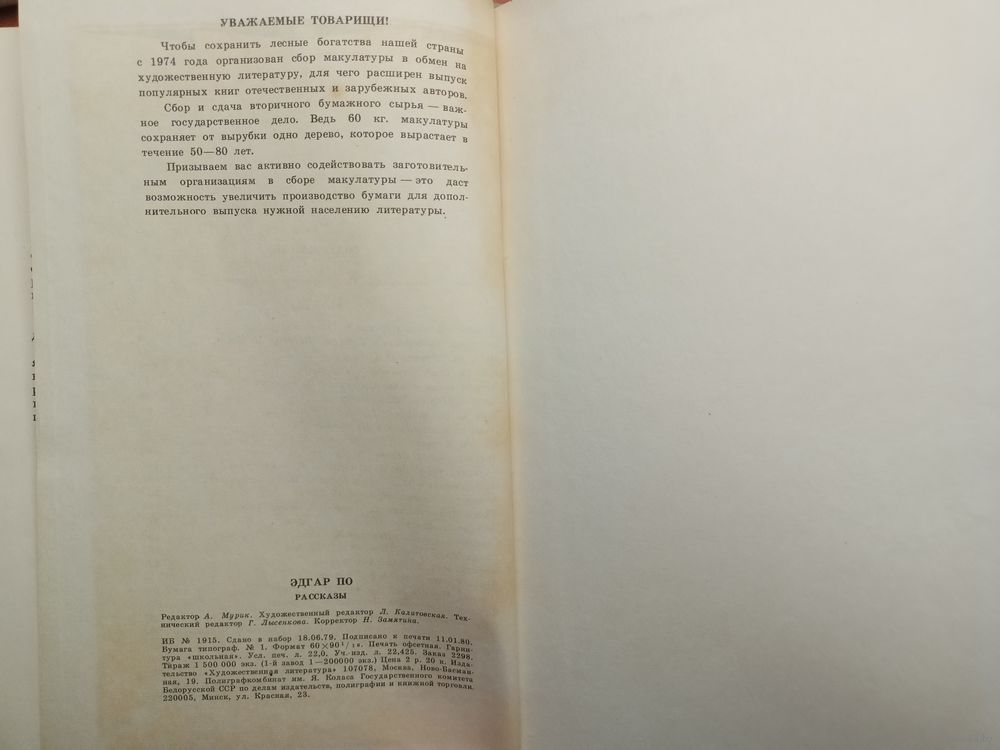 УВАЖАЕМЫЕ ТОВАРИЩИ!
Чтобы сохранить лесные богатства нашей страны
с 1974 года организован сбор макулатуры в обмен на
художественную литературу, для чего расширен выпуск
популярных книг отечественных и зарубежных авторов.
Сбор и сдача вторичного бумажного сырья — важ-
ное государственное дело. Ведь 60 кг. макулатуры
сохраняет от вырубки одно дерево, которое вырастает в
течение 50—80 лет.
Призываем вас активно содействовать заготовитель-
ным организациям в сборе макулатуры — это даст
возможность увеличить производство бумаги для допол-
нительного выпуска нужной населению литературы.
ЭДГАР ПО
РАССКАЗЫ
Редактор А. Мурик. Художественный редактор Л. Калитовская. Тех-
нический редактор Г. Лысенкова. Корректор Н. Замятина.
ИБ № 1915. Сдано в набор 18.06.79. Подписано к печати 11.01.80.
Бумага типограф. № 1. Формат 60×90 1/16. Печать офсетная. Гарни-
тура «школьная». Усл. печ. л. 22,0. Уч.-изд. л. 22,425. Заказ 2298.
Тираж 1 500 000 экз. (1-й завод 1—200000 экз.) Цена 2 р. 20 к. Изда-
тельство «Художественная литература» 107078, Москва, Ново-Басман-
ная, 19. Полиграфкомбинат им. Я. Коласа Государственного комитета
Белорусской ССР по делам издательств, полиграфии и книжной торговли.
220005, Минск, ул. Красная, 23.